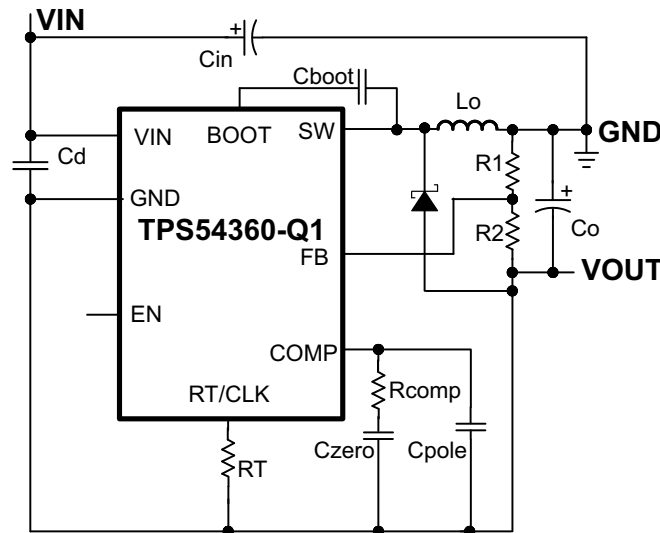 VIN
+
Cin
Cboot
Lo
VIN
BOOT
SW
GND
Cd
R1
GND
+
TPS54360-Q1
R2
Co
FB
VOUT
EN
COMP
RT/CLK
Rcomp
RT
Czero
Cpole